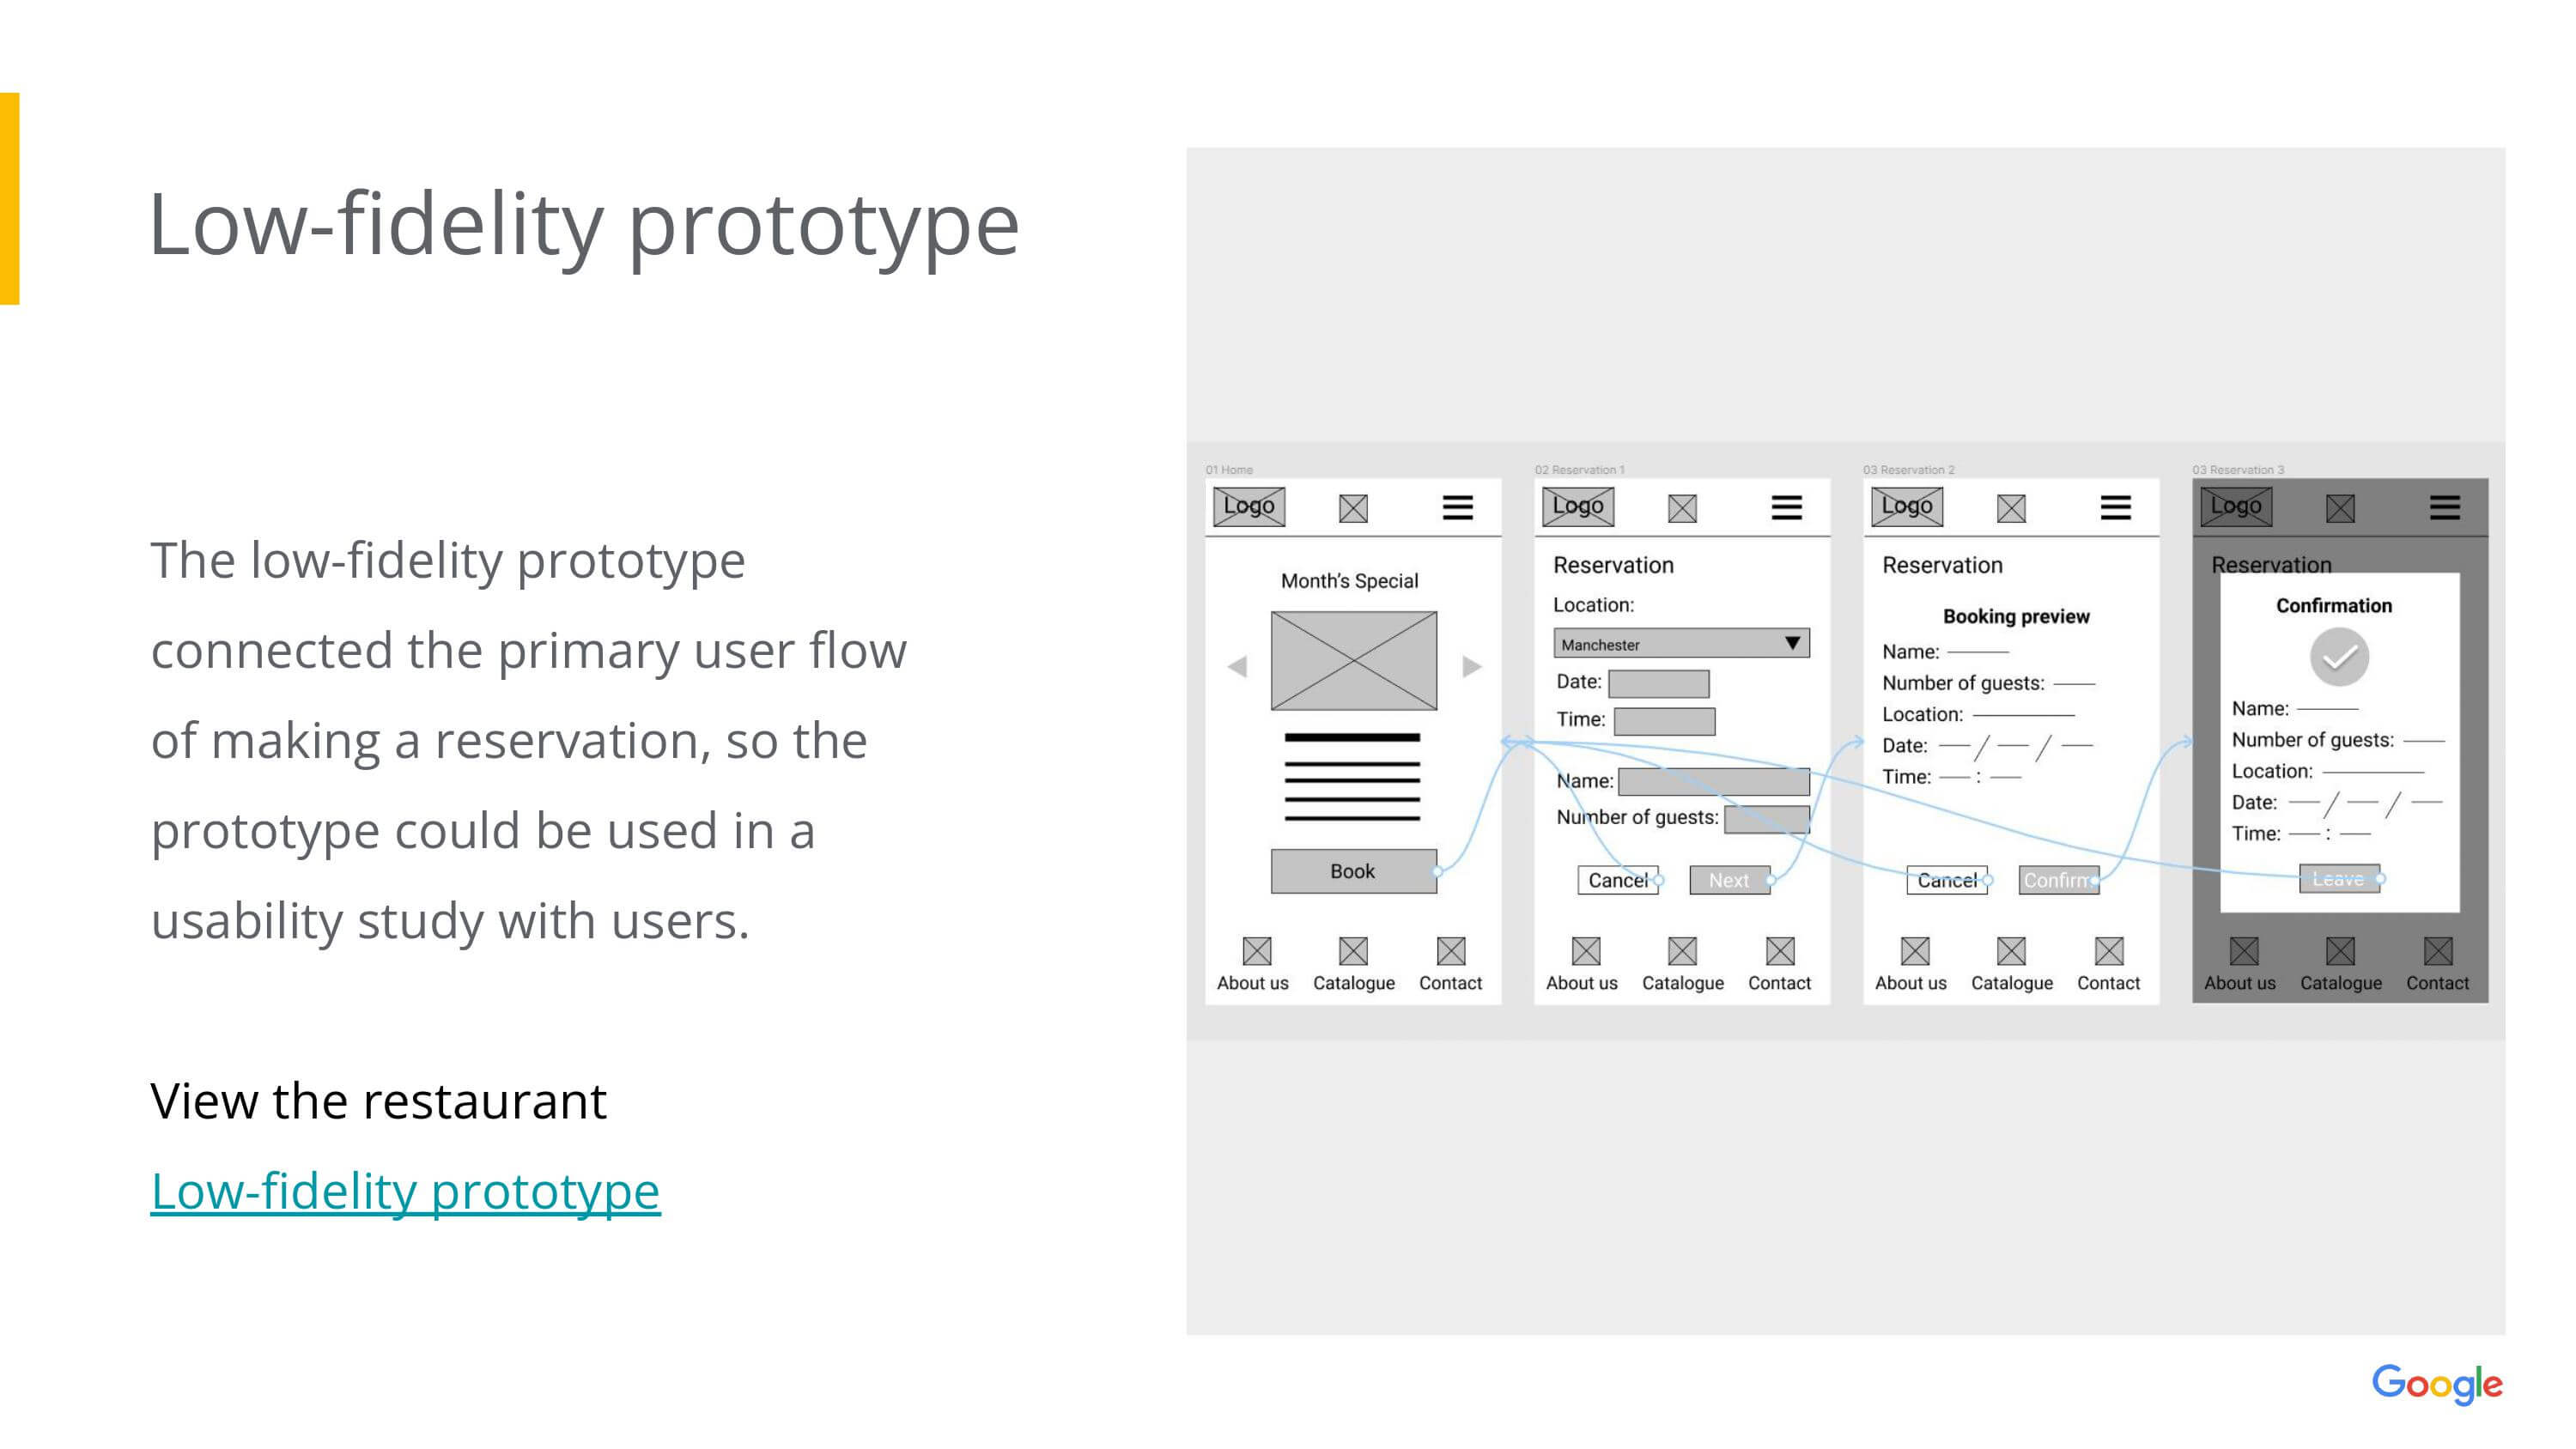 Low-fidelity prototype
The low-fidelity prototype
connected the primary user flow
of making a reservation, so the
prototype could be used in a
usability study with users.
View the restaurant
Low-fidelity prototype
01 Home
Logo
Month's Special
Book
About us Catalogue Contact
02 Reservation 1
Logo
Reservation
Location:
Manchester
Date:
Time:
Name:
Number of guests:
Cancel Next
About us Catalogue Contact
03 Reservation 2
Logo
Reservation
Booking preview
Name:
Number of guests:
Location:
Date: / /
Time: :
Cancel Confirm
About us Catalogue Contact
03 Reservation 3
Logo
Reservation
Confirmation
Name:
Number of guests:
Location:
Date: / /
Time: :
Leave
About us Catalogue Contact
Google